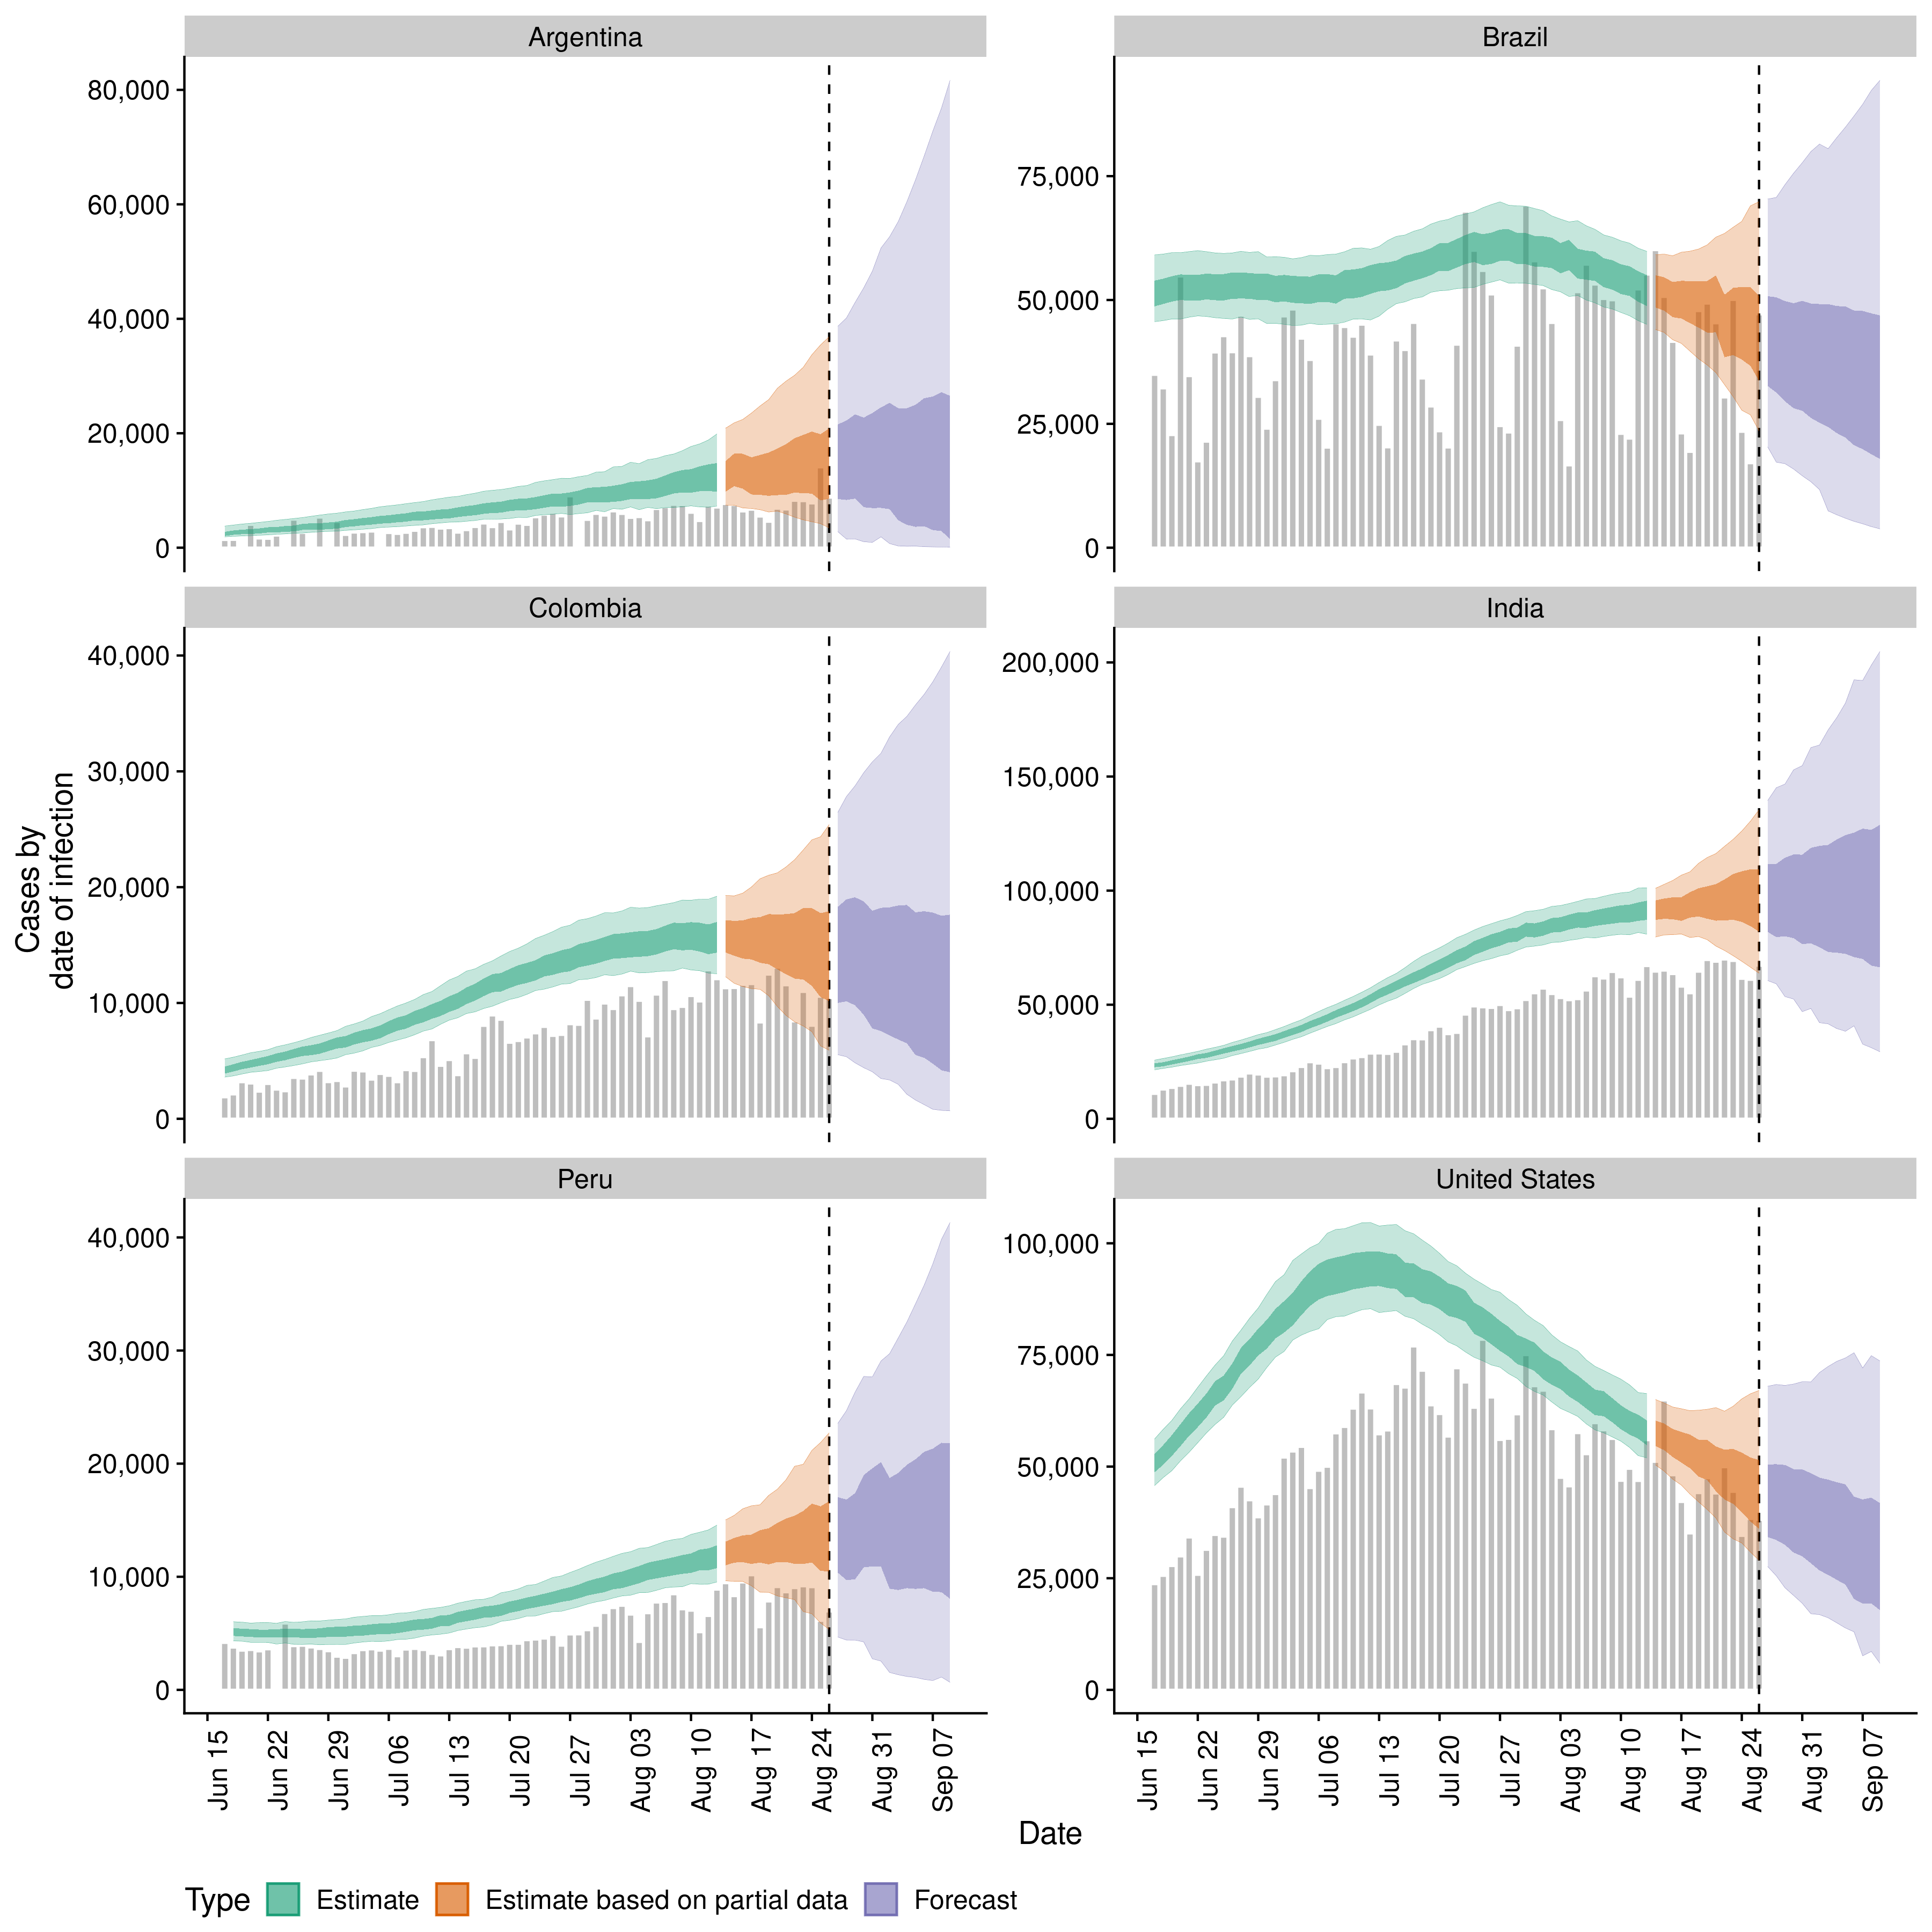 Argentina
Brazil
80,000
60,000
40,000
20,000
0
75,000
50,000
25,000
0
Colombia
India
40,000
30,000
20,000
10,000
0
200,000
150,000
100,000
50,000
0
Cases by
date of infection
Peru
United States
40,000
30,000
20,000
10,000
0
100,000
75,000
50,000
25,000
0
Jun 15
Jun 22
Jun 29
Jul 06
Jul 13
Jul 20
Jul 27
Aug 03
Aug 10
Aug 17
Aug 24
Aug 31
Sep 07
Jun 15
Jun 22
Jun 29
Jul 06
Jul 13
Jul 20
Jul 27
Aug 03
Aug 10
Aug 17
Aug 24
Aug 31
Sep 07
Date
Type Estimate Estimate based on partial data Forecast